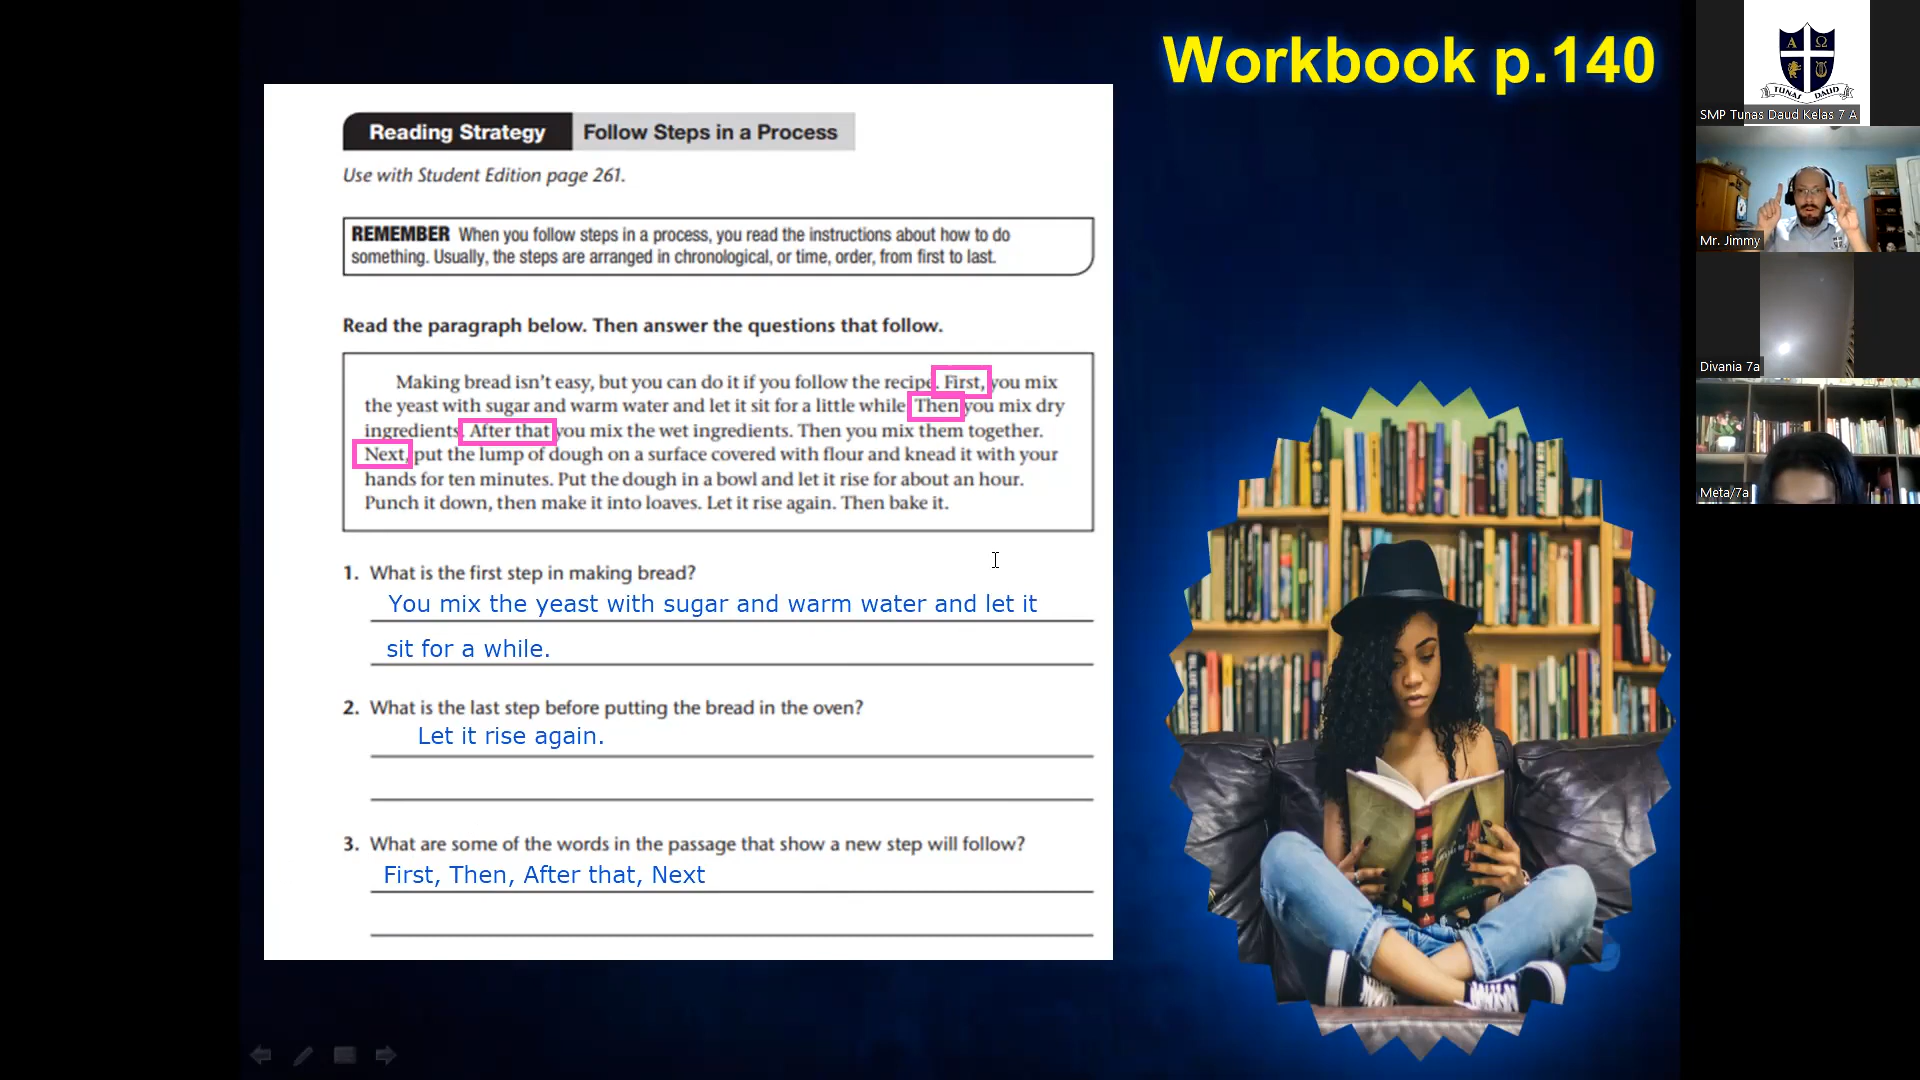 Workbook p.140
Reading Strategy Follow Steps in a Process
Use with Student Edition page 261.
REMEMBER When you follow steps in a process, you read the instructions about how to do
something. Usually, the steps are arranged in chronological, or time, order, from first to last.
Read the paragraph below. Then answer the questions that follow.
Making bread isn't easy, but you can do it if you follow the recipe. First, you mix
the yeast with sugar and warm water and let it sit for a little while Then you mix dry
ingredients. After that you mix the wet ingredients. Then you mix them together.
Next, put the lump of dough on a surface covered with flour and knead it with your
hands for ten minutes. Put the dough in a bowl and let it rise for about an hour.
Punch it down, then make it into loaves. Let it rise again. Then bake it.
1. What is the first step in making bread?
You mix the yeast with sugar and warm water and let it
sit for a while.
2. What is the last step before putting the bread in the oven?
Let it rise again.
3. What are some of the words in the passage that show a new step will follow?
First, Then, After that, Next
Α Ω
TUNAS DAUD
SMP Tunas Daud Kelas 7 A
Mr. Jimmy
Divania 7a
Meta/7a